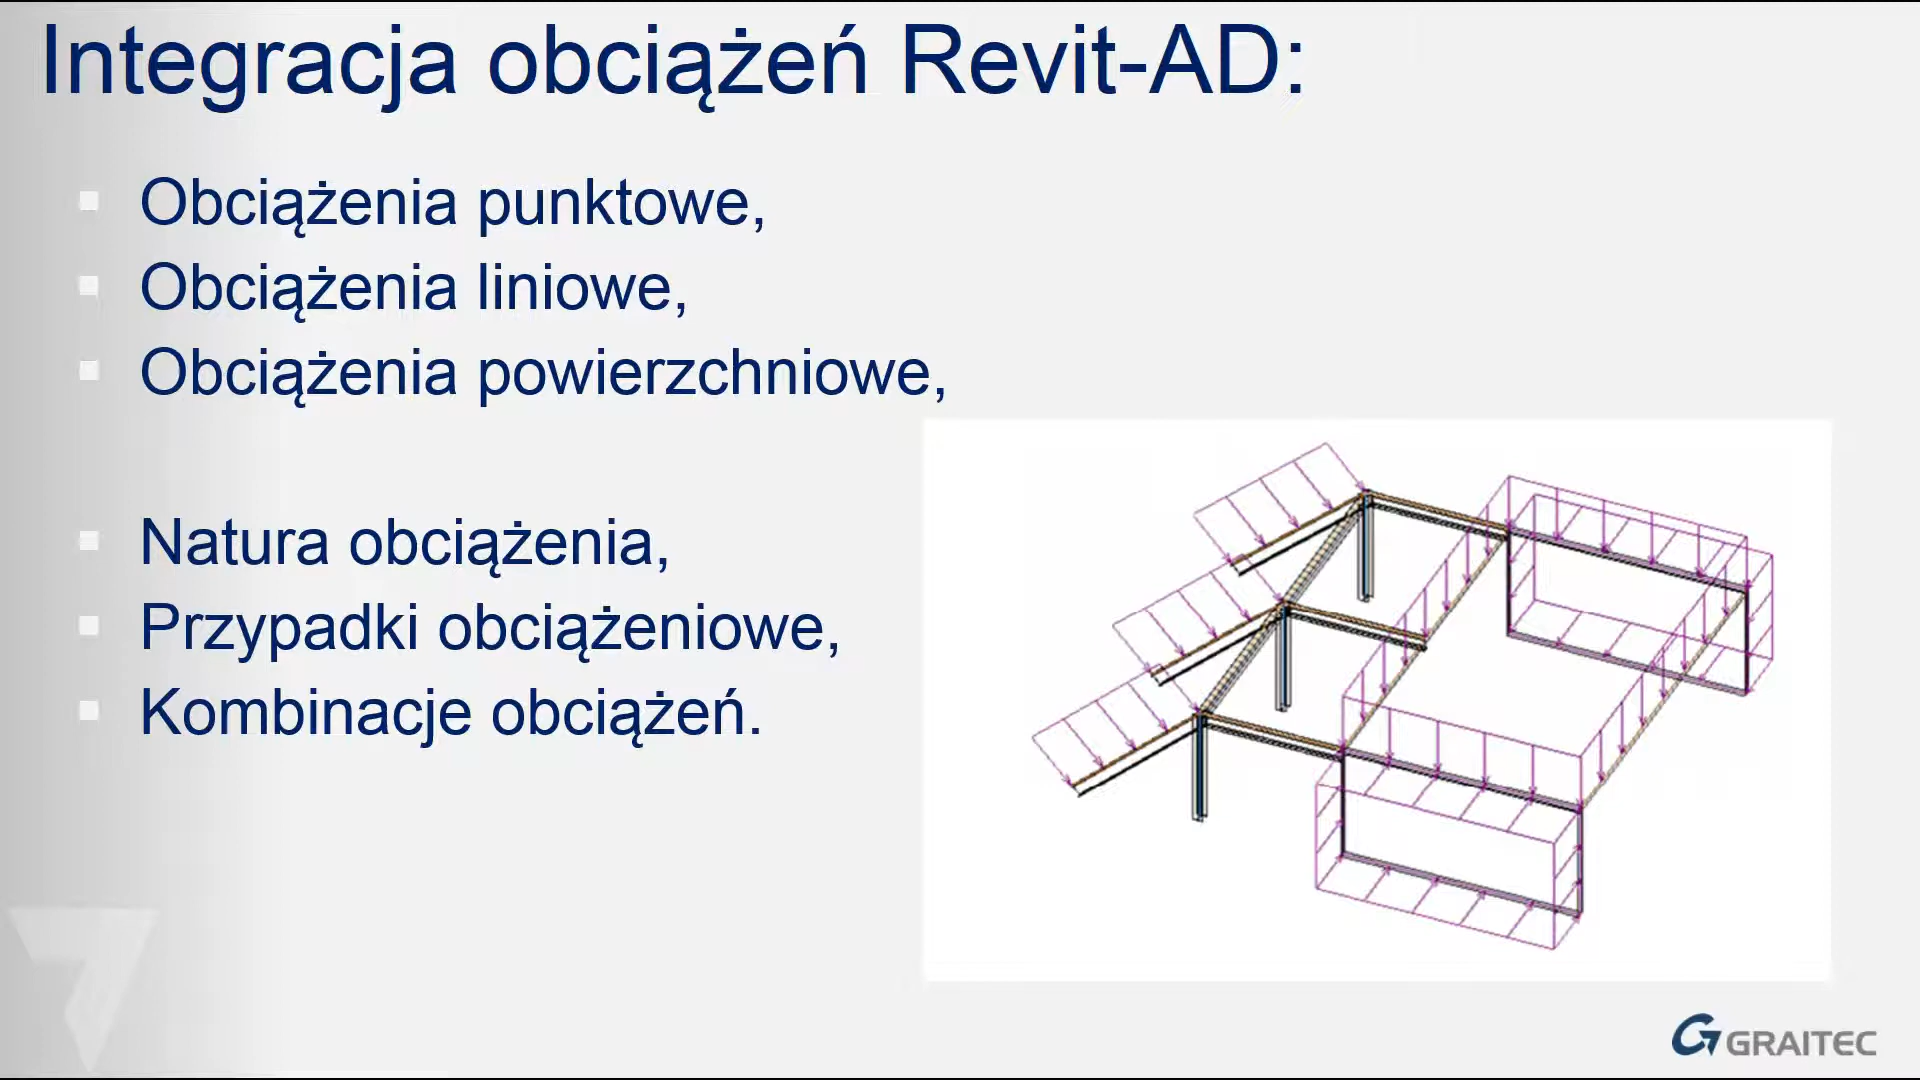 Integracja obciążeń Revit-AD:
Obciążenia punktowe,
Obciążenia liniowe,
Obciążenia powierzchniowe,
Natura obciążenia,
Przypadki obciążeniowe,
Kombinacje obciążeń.
GRAITEC